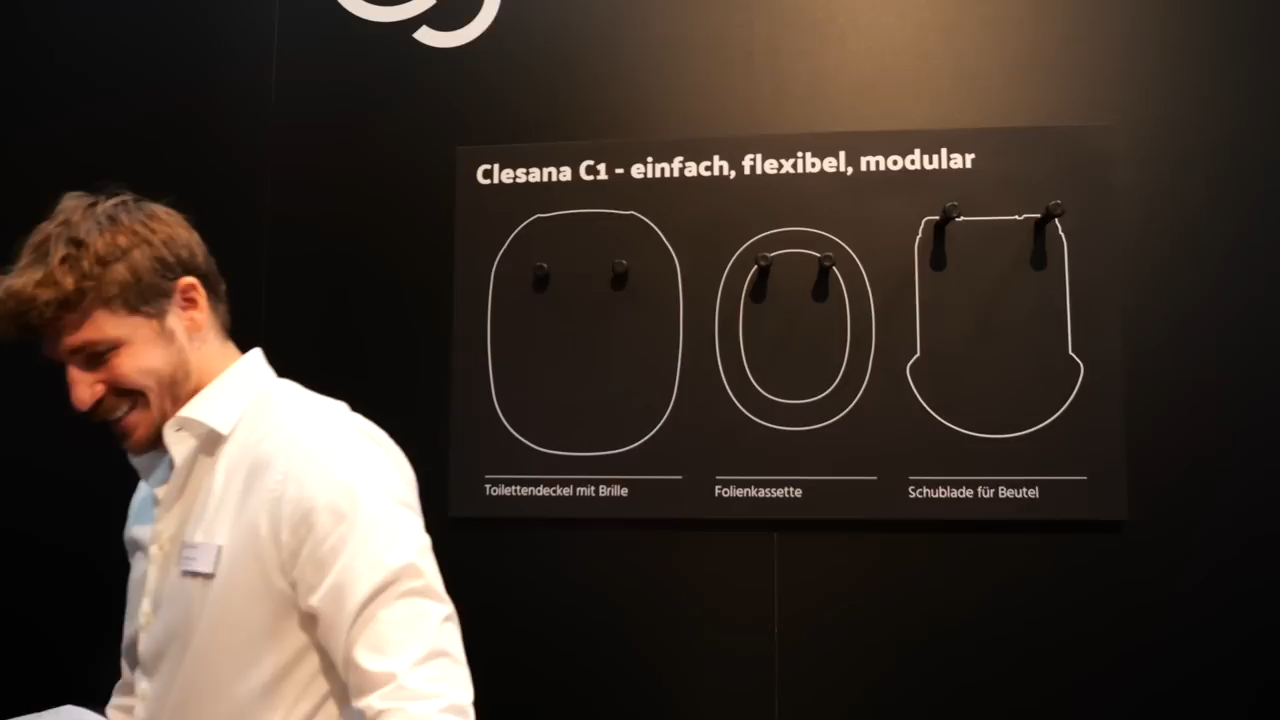 Clesana C1 - einfach, flexibel, modular
Toilettendeckel mit Brille
Folienkassette
Schublade für Beutel